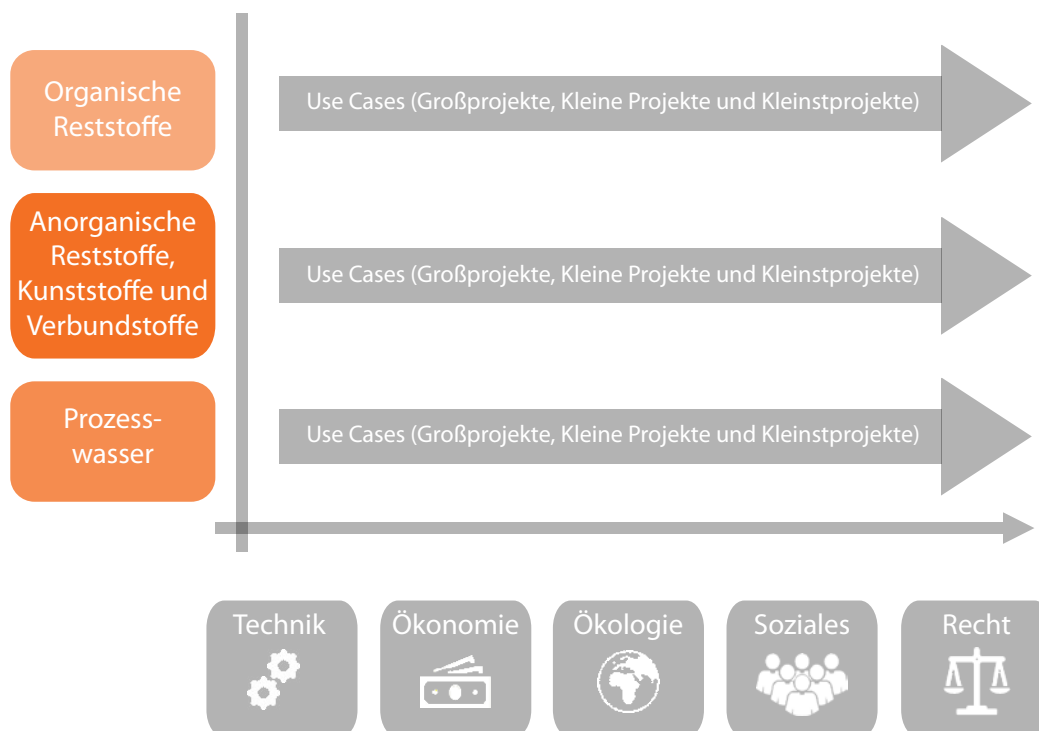 Organische
Reststoffe
Use Cases (Großprojekte, Kleine Projekte und Kleinstprojekte)
Anorganische
Reststoffe,
Kunststoffe und
Verbundstoffe
Use Cases (Großprojekte, Kleine Projekte und Kleinstprojekte)
Prozess-
wasser
Use Cases (Großprojekte, Kleine Projekte und Kleinstprojekte)
Technik
Ökonomie
Ökologie
Soziales
Recht